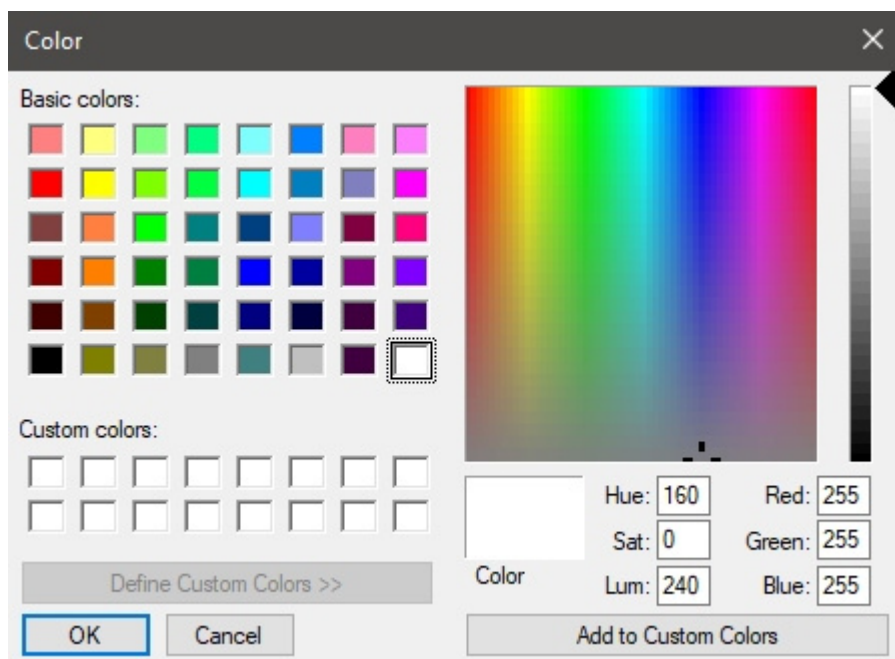 Color
Basic colors:
Custom colors:
Define Custom Colors >>
OK
Cancel
Color
Hue: 160
Sat: 0
Lum: 240
Red: 255
Green: 255
Blue: 255
Add to Custom Colors